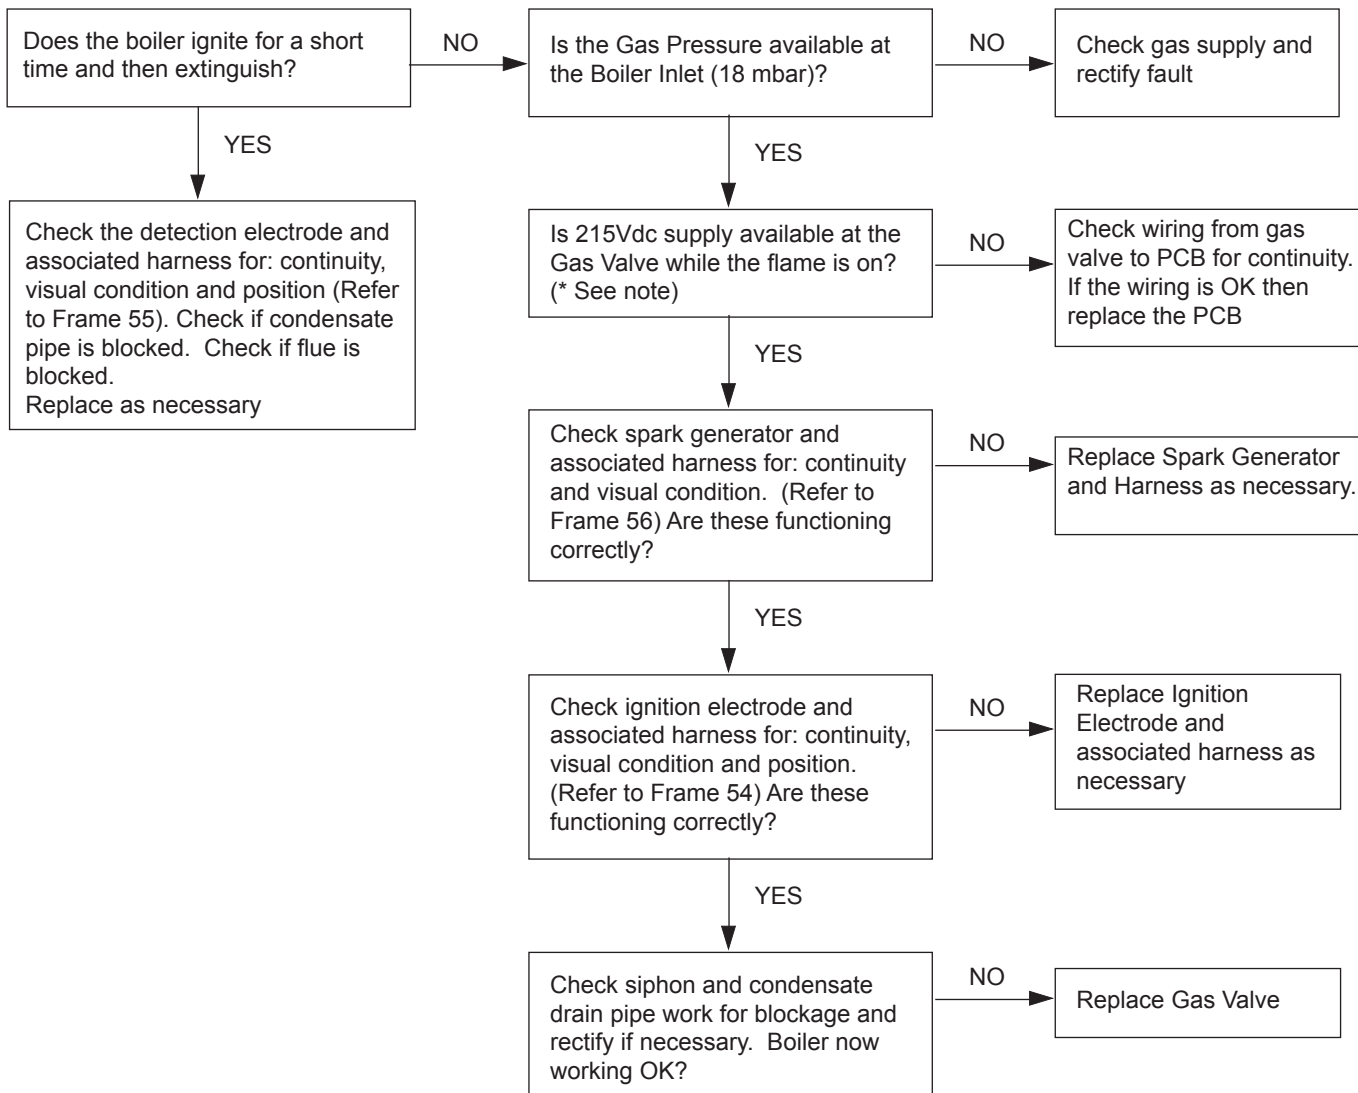 Does the boiler ignite for a short
time and then extinguish?
NO
Is the Gas Pressure available at
the Boiler Inlet (18 mbar)?
NO
Check gas supply and
rectify fault
YES
YES
Check the detection electrode and
associated harness for: continuity,
visual condition and position (Refer
to Frame 55). Check if condensate
pipe is blocked.  Check if flue is
blocked.
Replace as necessary
Is 215Vdc supply available at the
Gas Valve while the flame is on?
(* See note)
NO
Check wiring from gas
valve to PCB for continuity.
If the wiring is OK then
replace the PCB
YES
Check spark generator and
associated harness for: continuity
and visual condition.  (Refer to
Frame 56) Are these functioning
correctly?
NO
Replace Spark Generator
and Harness as necessary.
YES
Check ignition electrode and
associated harness for: continuity,
visual condition and position.
(Refer to Frame 54) Are these
functioning correctly?
NO
Replace Ignition
Electrode and
associated harness as
necessary
YES
Check siphon and condensate
drain pipe work for blockage and
rectify if necessary.  Boiler now
working OK?
NO
Replace Gas Valve